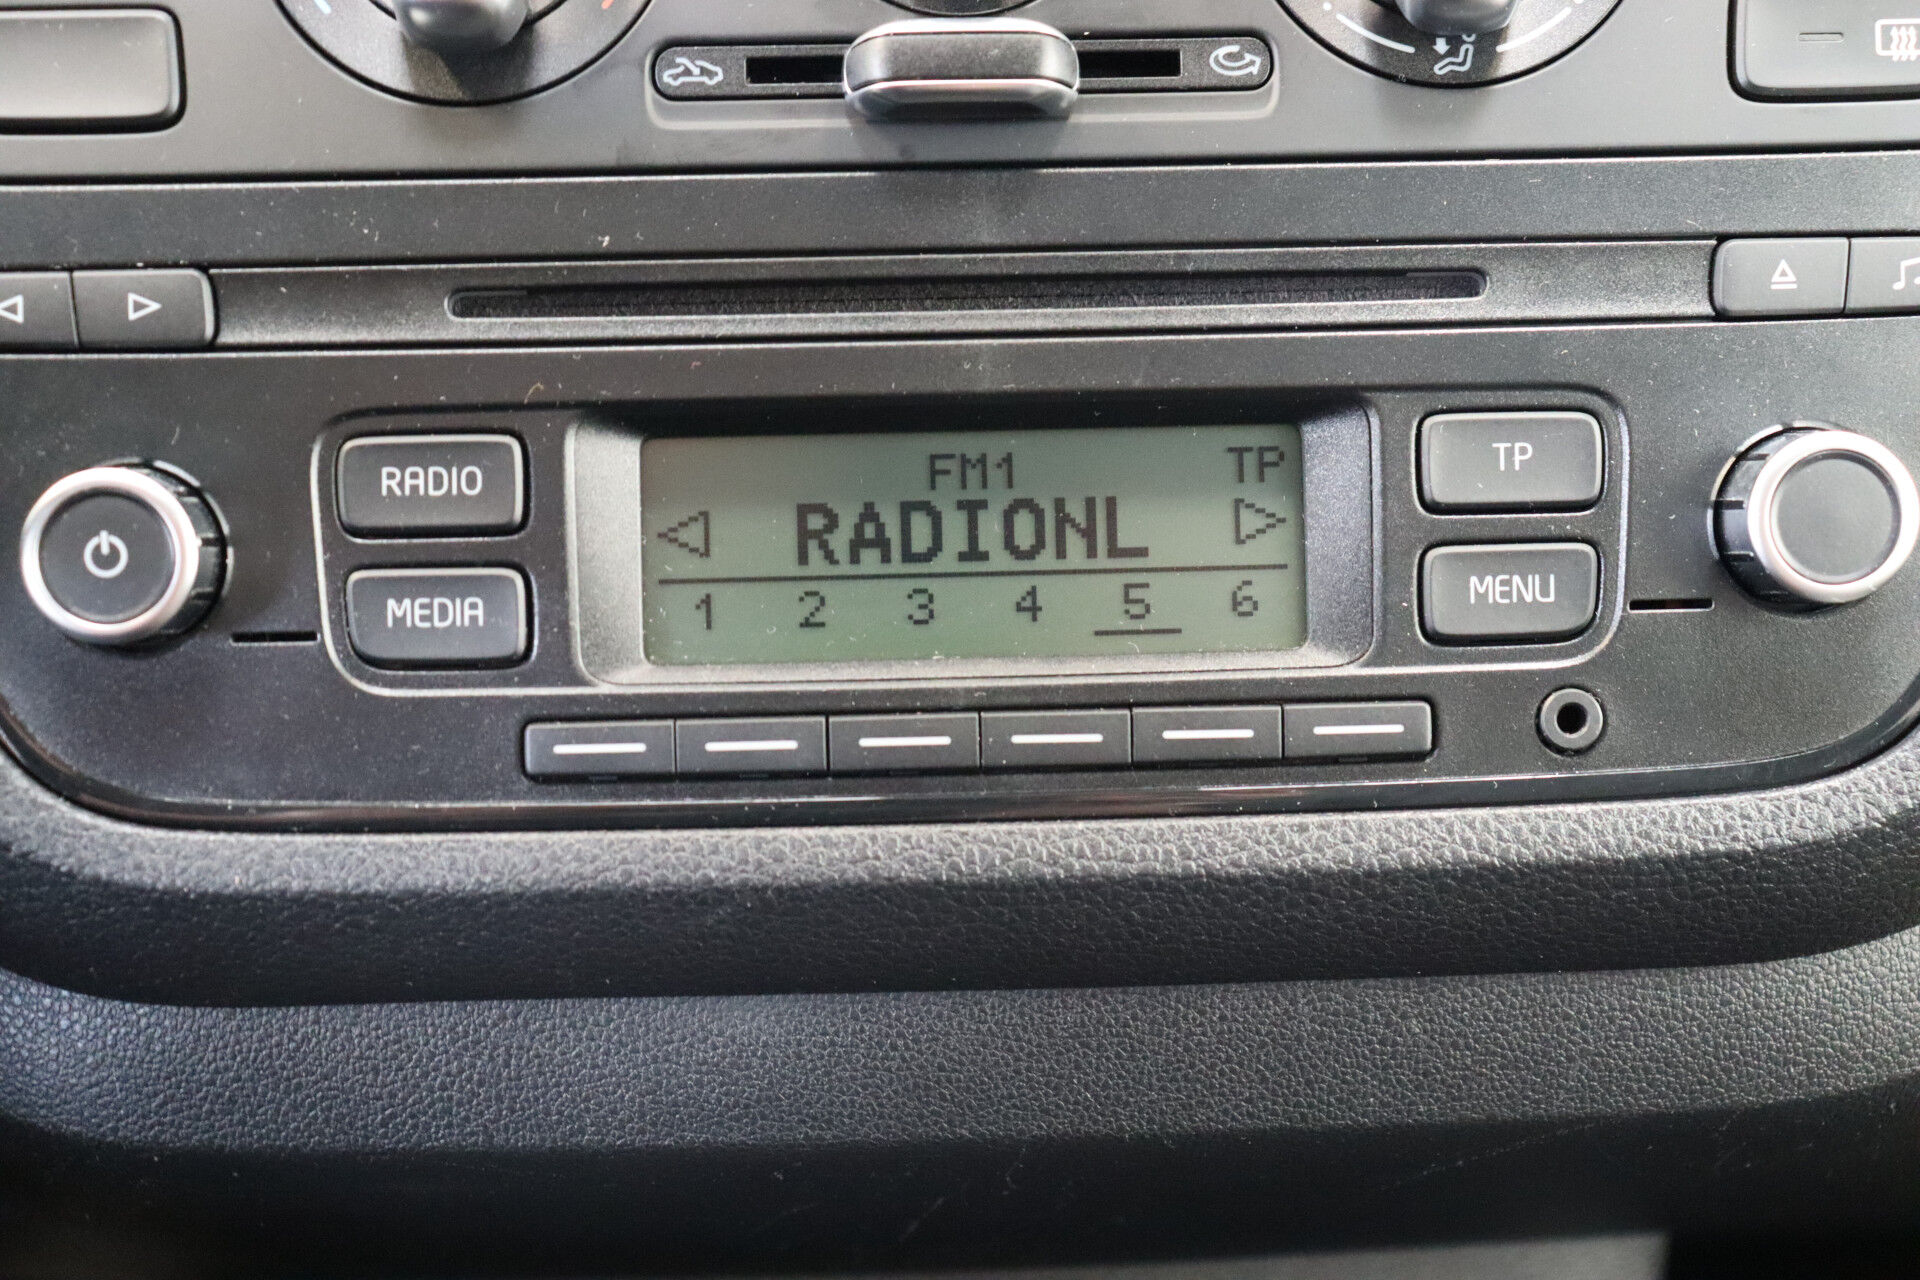 FM1 TP
RADIO
RADIONL
TP
MEDIA
1 2 3 4 5 6
MENU